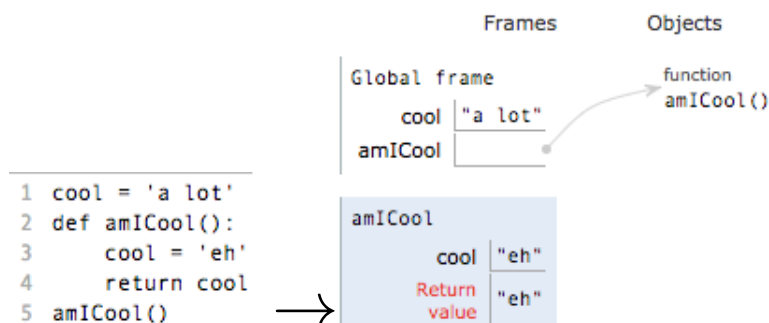 Frames Objects
Global frame
cool "a lot"
amICool
function
amICool()
1 cool = 'a lot'
2 def amICool():
3 cool = 'eh'
4 return cool
5 amICool()
amICool
cool "eh"
Return
value "eh"